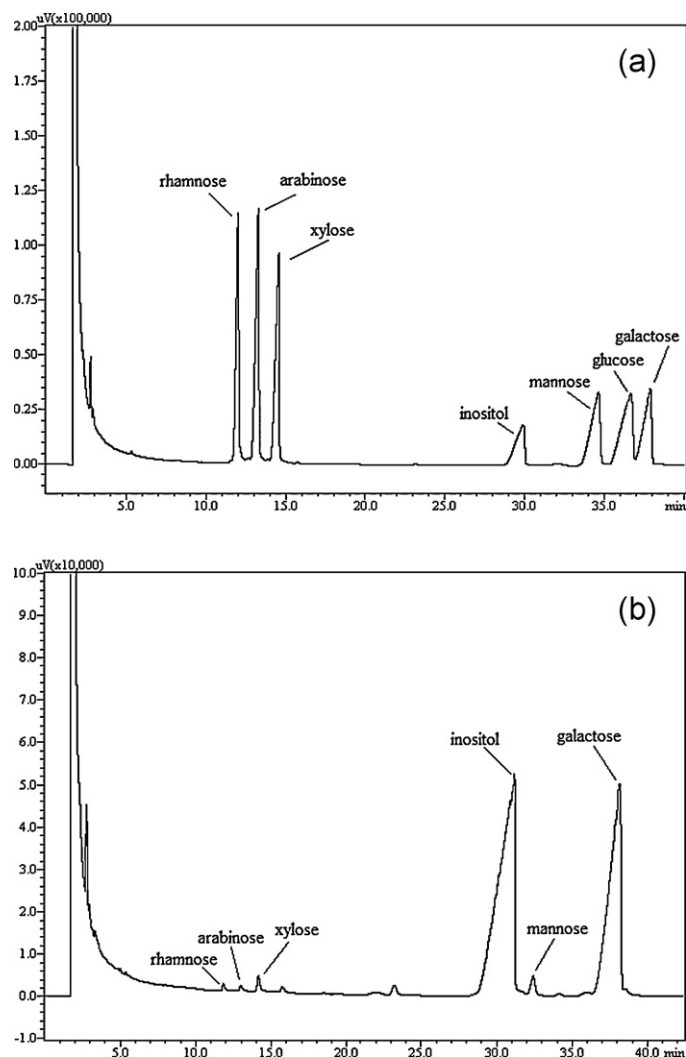 uV(x100,000)
2.00
(a)
1.75
1.50
1.25
rhamnose
arabinose
xylose
1.00
0.75
0.50
galactose
glucose
mannose
inositol
0.25
0.00
5.0 10.0 15.0 20.0 25.0 30.0 35.0 min
uV(x10,000)
10.0
(b)
9.0
8.0
7.0
6.0
inositol
galactose
5.0
4.0
3.0
2.0
1.0
rhamnose
arabinose
xylose
mannose
0.0
-1.0
5.0 10.0 15.0 20.0 25.0 30.0 35.0 40.0 min